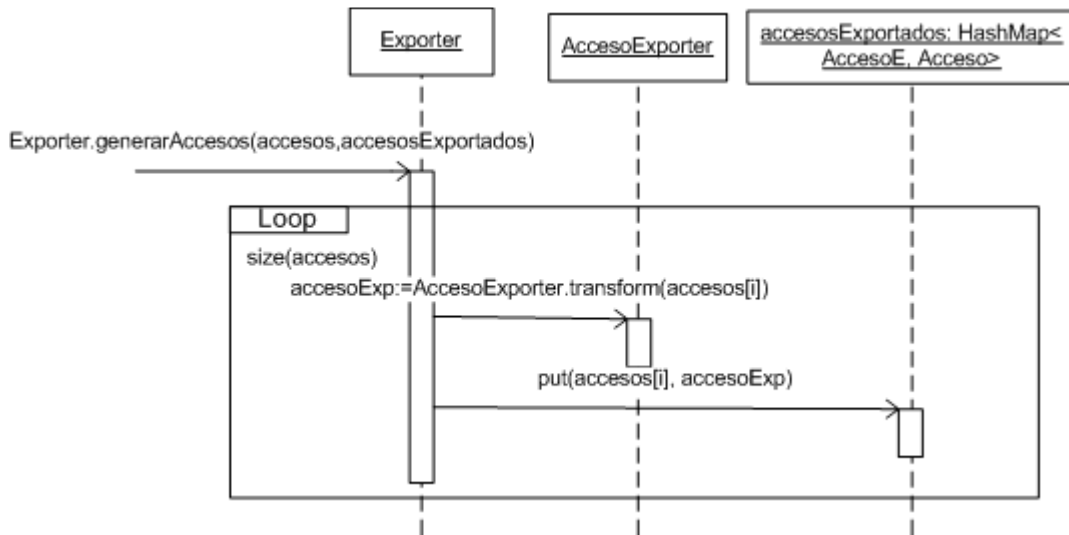 Exporter
AccesoExporter
accesosExportados: HashMap<
AccesoE, Acceso>
Exporter.generarAccesos(accesos,accesosExportados)
Loop
size(accesos)
accesoExp:=AccesoExporter.transform(accesos[i])
put(accesos[i], accesoExp)